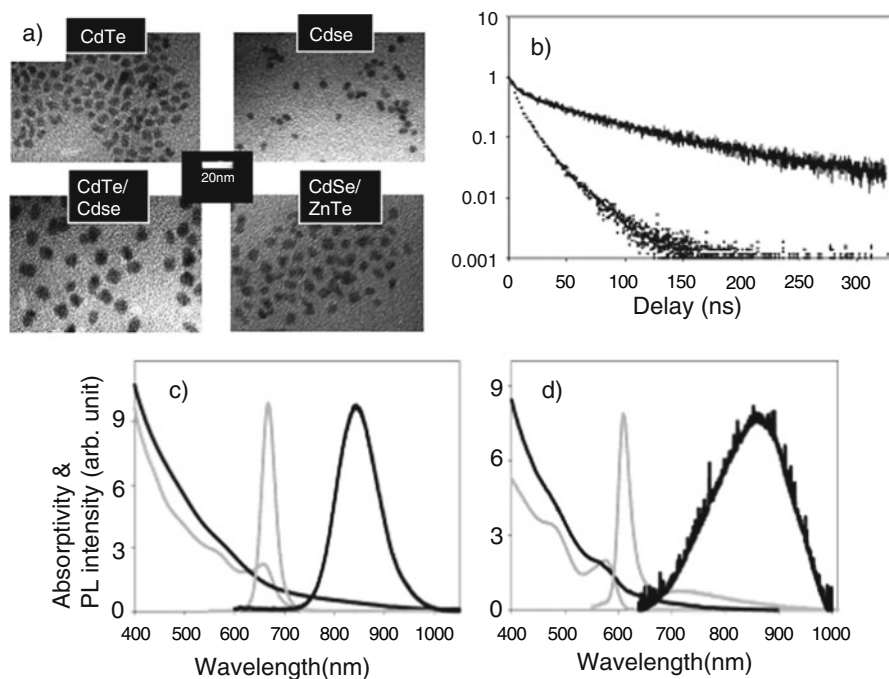 a)
CdTe
Cdse
20nm
CdTe/
Cdse
CdSe/
ZnTe
b)
10
1
0.1
0.01
0.001
0 50 100 150 200 250 300
Delay (ns)
Absorptivity &
PL intensity (arb. unit)
c)
9
6
3
0
400 500 600 700 800 900 1000
Wavelength(nm)
d)
9
6
3
0
400 500 600 700 800 900 1000
Wavelength(nm)